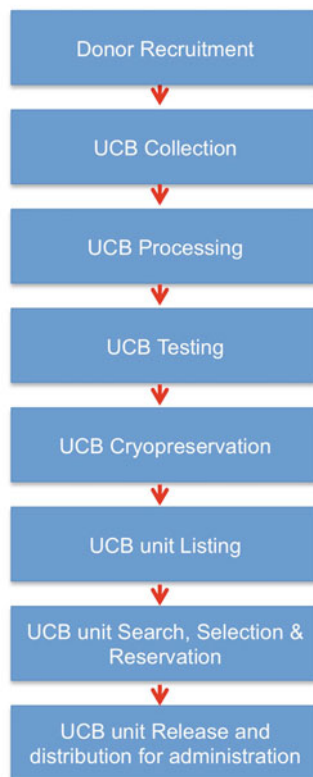 Donor Recruitment
UCB Collection
UCB Processing
UCB Testing
UCB Cryopreservation
UCB unit Listing
UCB unit Search, Selection &
Reservation
UCB unit Release and
distribution for administration